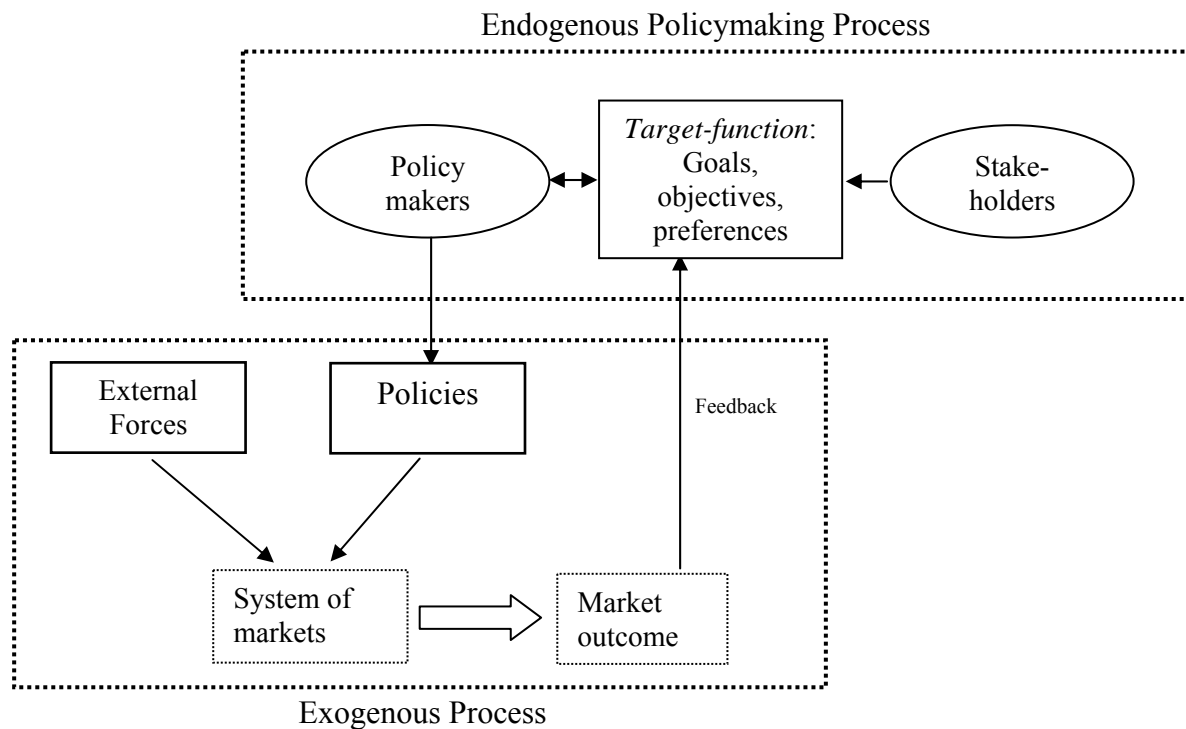 Endogenous Policymaking Process
Policy
makers
Target-function:
Goals,
objectives,
preferences
Stake-
holders
External
Forces
Policies
Feedback
System of
markets
Market
outcome
Exogenous Process